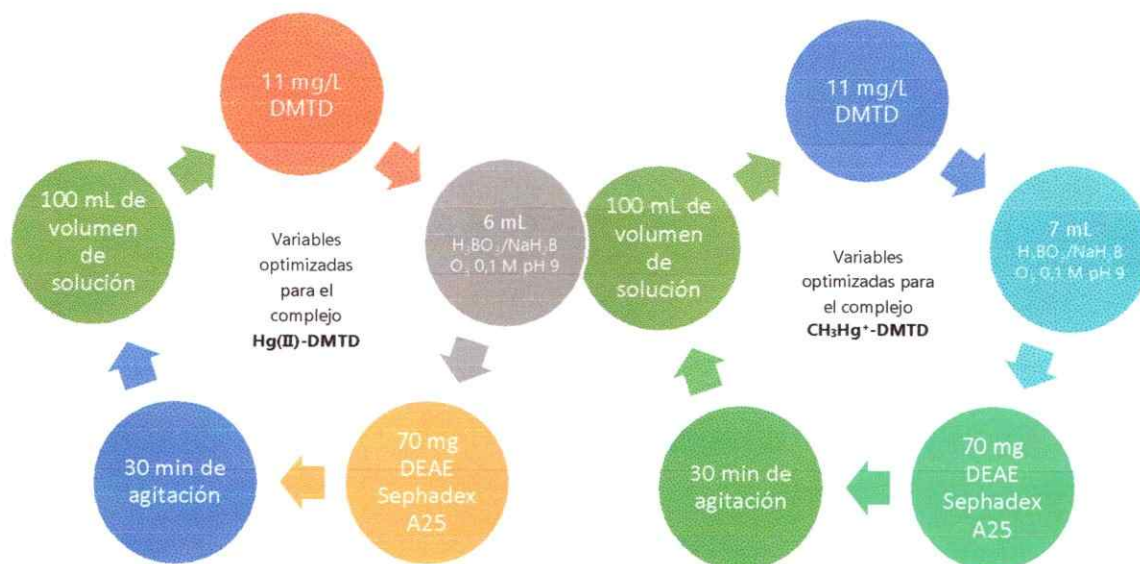 11 mg/L
DMTD
6 mL
H₃BO₃/NaH₂B
O₃ 0,1 M pH 9
70 mg
DEAE
Sephadex
A25
30 min de
agitación
100 mL de
volumen
de
solución
Variables
optimizadas
para el
complejo
Hg(II)-DMTD
11 mg/L
DMTD
7 mL
H₃BO₃/NaH₂B
O₃ 0,1 M pH 9
70 mg
DEAE
Sephadex
A25
30 min de
agitación
100 mL de
volumen
de
solución
Variables
optimizadas para
el complejo
CH₃Hg⁺-DMTD